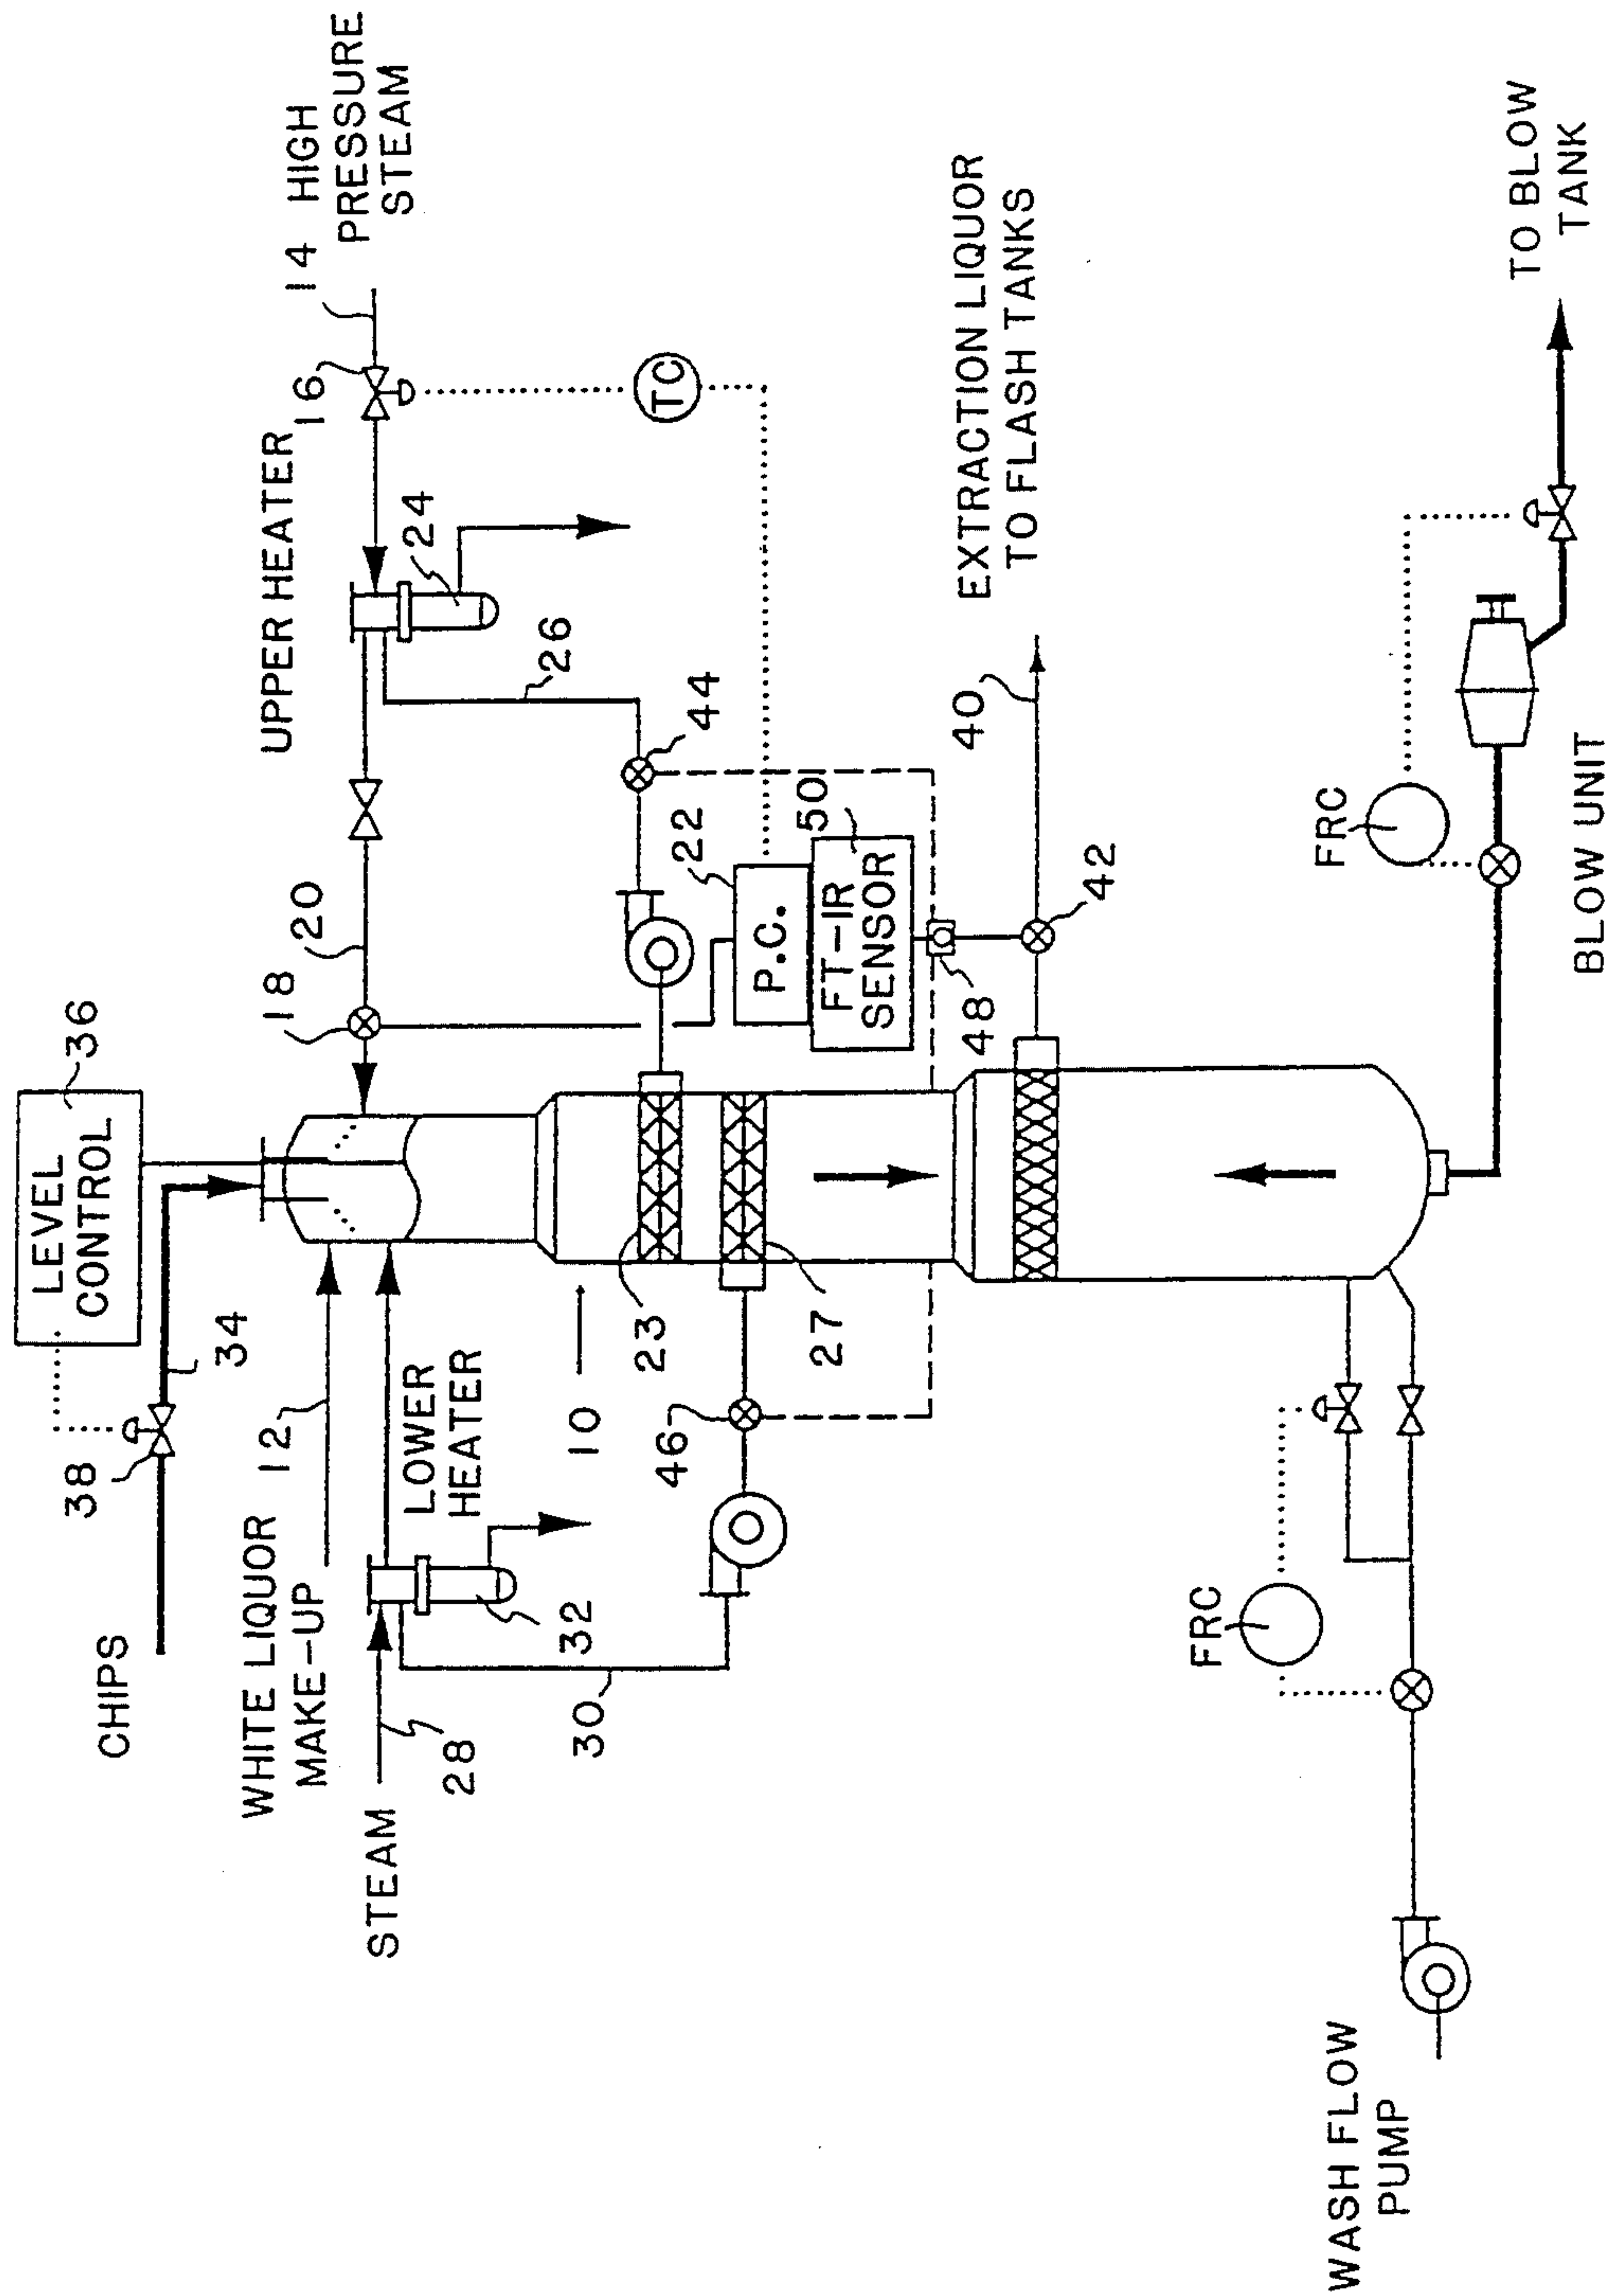 LEVEL
CONTROL
36
CHIPS
38
34
WHITE LIQUOR
MAKE-UP
12
STEAM
28
LOWER
HEATER
32
30
10
18
20
UPPER HEATER
16
14 HIGH
PRESSURE
STEAM
24
26
TC
44
23
27
46
22
P.C.
50
FT-IR
SENSOR
48
42
40
EXTRACTION LIQUOR
TO FLASH TANKS
FRC
WASH FLOW
PUMP
FRC
BLOW UNIT
TO BLOW
TANK